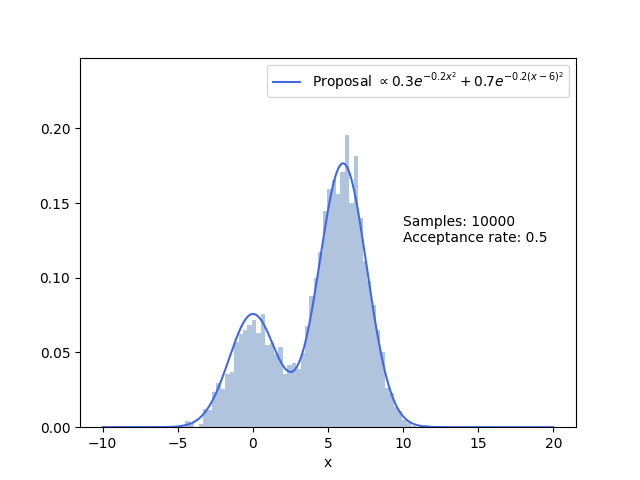 Proposal ∝ 0.3e^{-0.2x²} + 0.7e^{-0.2(x−6)²}
0.20
0.15
Samples: 10000
Acceptance rate: 0.5
0.10
0.05
0.00
−10 −5 0 5 10 15 20
x